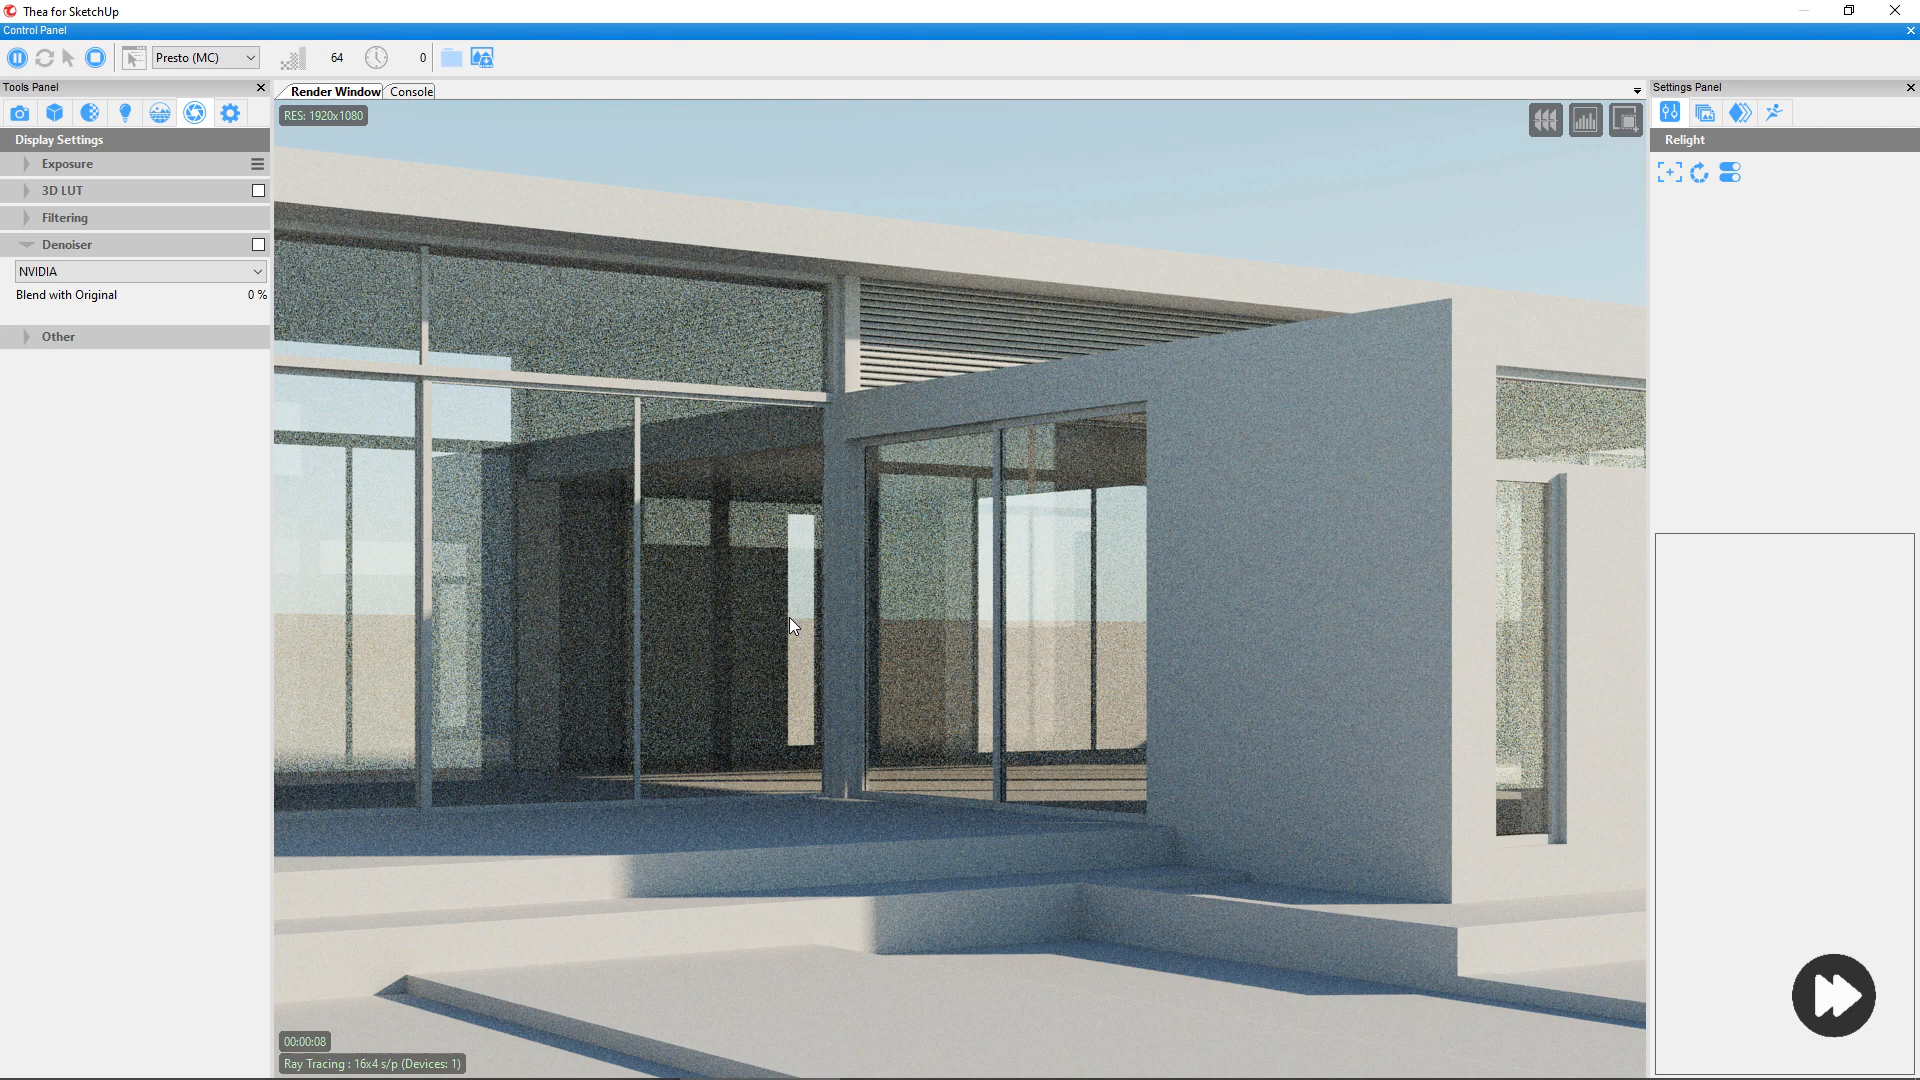 Thea for SketchUp
Control Panel
Presto (MC)
64
0
Tools Panel
Render Window
Console
Settings Panel
RES: 1920x1080
Display Settings
Relight
Exposure
3D LUT
Filtering
Denoiser
NVIDIA
Blend with Original
0 %
Other
00:00:08
Ray Tracing : 16x4 s/p (Devices: 1)